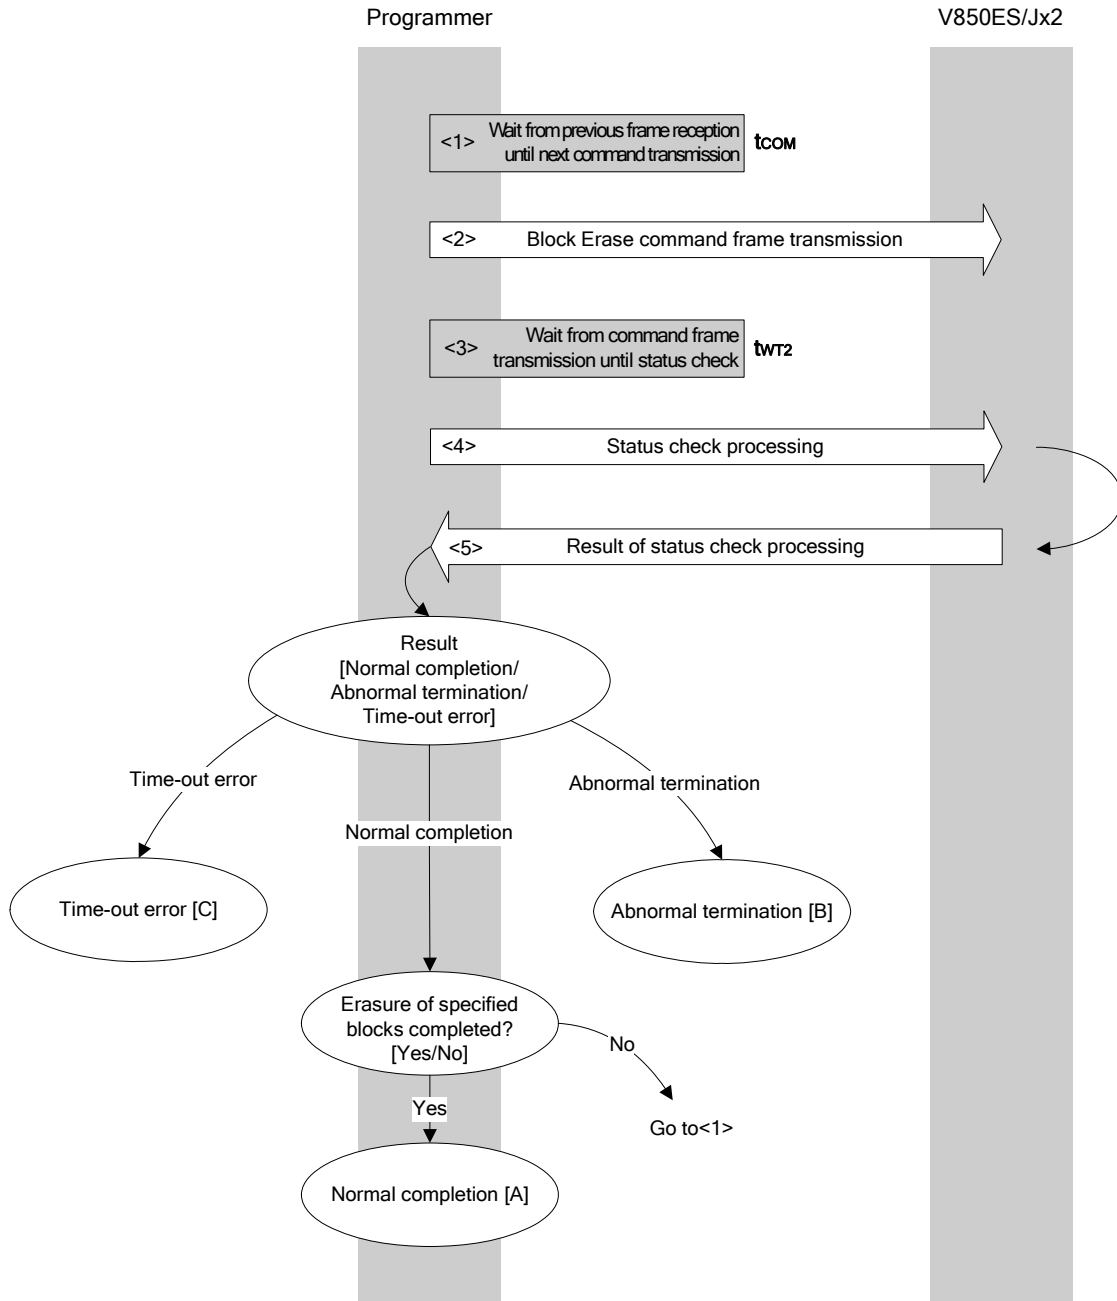 Programmer
V850ES/Jx2
<1>
Wait from previous frame reception
until next command transmission
tCOM
<2>
Block Erase command frame transmission
<3>
Wait from command frame
transmission until status check
tWT2
<4>
Status check processing
<5>
Result of status check processing
Result
[Normal completion/
Abnormal termination/
Time-out error]
Time-out error
Abnormal termination
Normal completion
Time-out error [C]
Abnormal termination [B]
Erasure of specified
blocks completed?
[Yes/No]
No
Yes
Go to<1>
Normal completion [A]